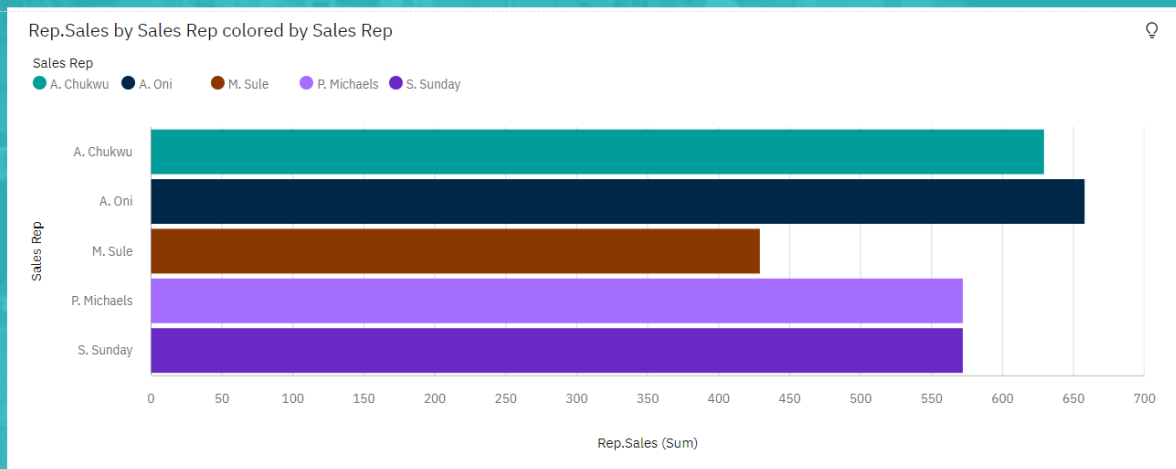 Rep.Sales by Sales Rep colored by Sales Rep
Sales Rep
A. Chukwu A. Oni M. Sule P. Michaels S. Sunday
A. Chukwu
A. Oni
M. Sule
P. Michaels
S. Sunday
Sales Rep
0 50 100 150 200 250 300 350 400 450 500 550 600 650 700
Rep.Sales (Sum)